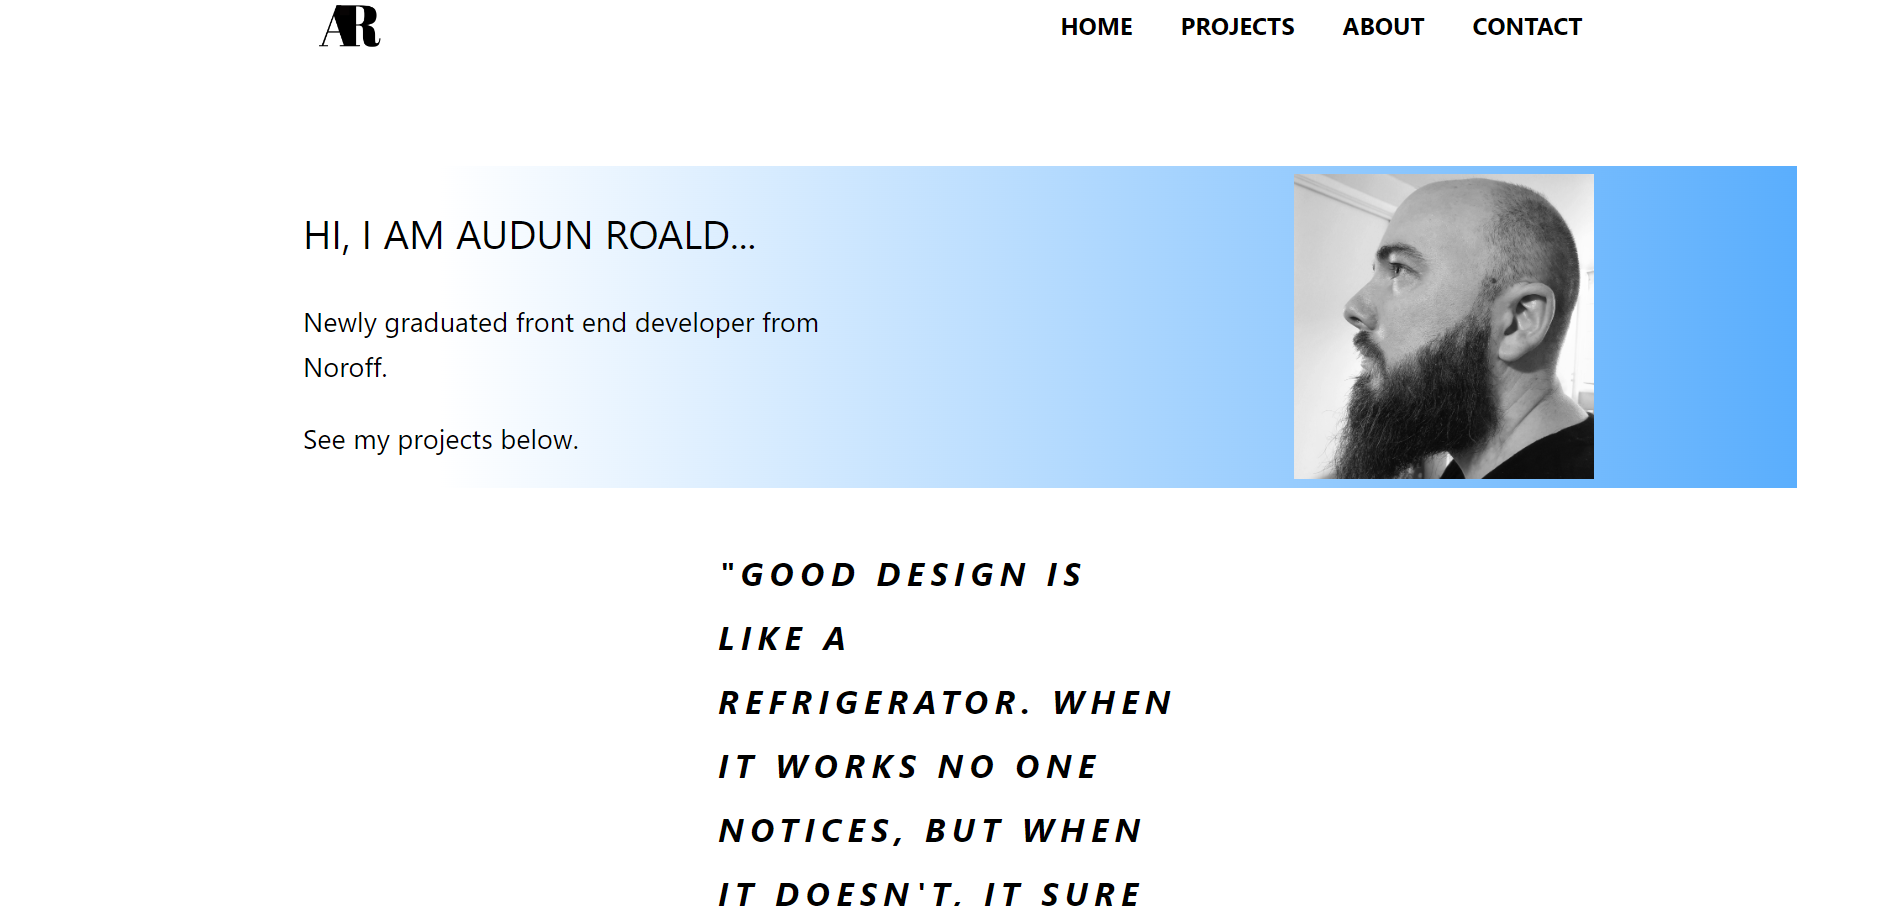 AR
HOME PROJECTS ABOUT CONTACT
HI, I AM AUDUN ROALD...
Newly graduated front end developer from
Noroff.
See my projects below.
"GOOD DESIGN IS
LIKE A
REFRIGERATOR. WHEN
IT WORKS NO ONE
NOTICES, BUT WHEN
IT DOESN'T, IT SURE